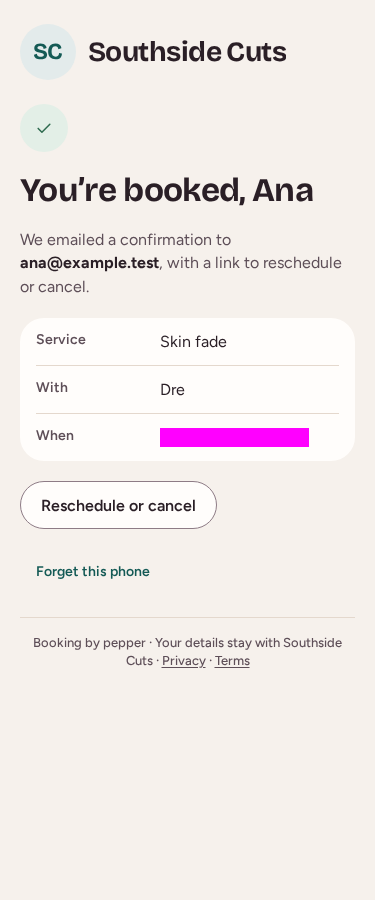 SC Southside Cuts
You're booked, Ana
We emailed a confirmation to
ana@example.test, with a link to reschedule
or cancel.
Service Skin fade
With Dre
When
Reschedule or cancel
Forget this phone
Booking by pepper · Your details stay with Southside
Cuts · Privacy · Terms